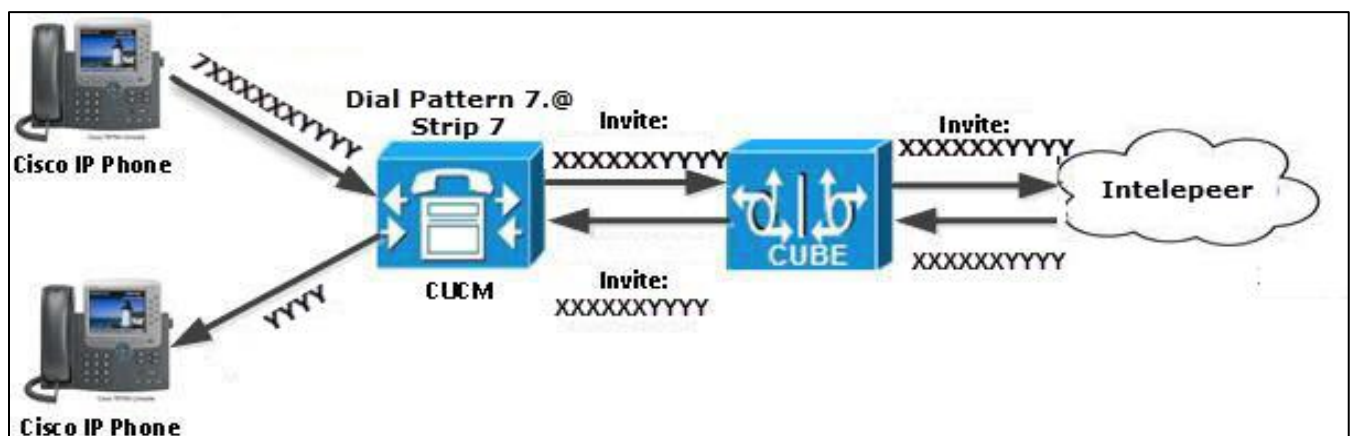 7XXXXXXYYYY
Cisco IP Phone
Dial Pattern 7.@
Strip 7
Invite:
XXXXXXYYYY
Invite:
XXXXXXYYYY
Intelepeer
CUBE
CUCM
XXXXXXYYYY
Invite:
XXXXXXYYYY
YYYY
Cisco IP Phone